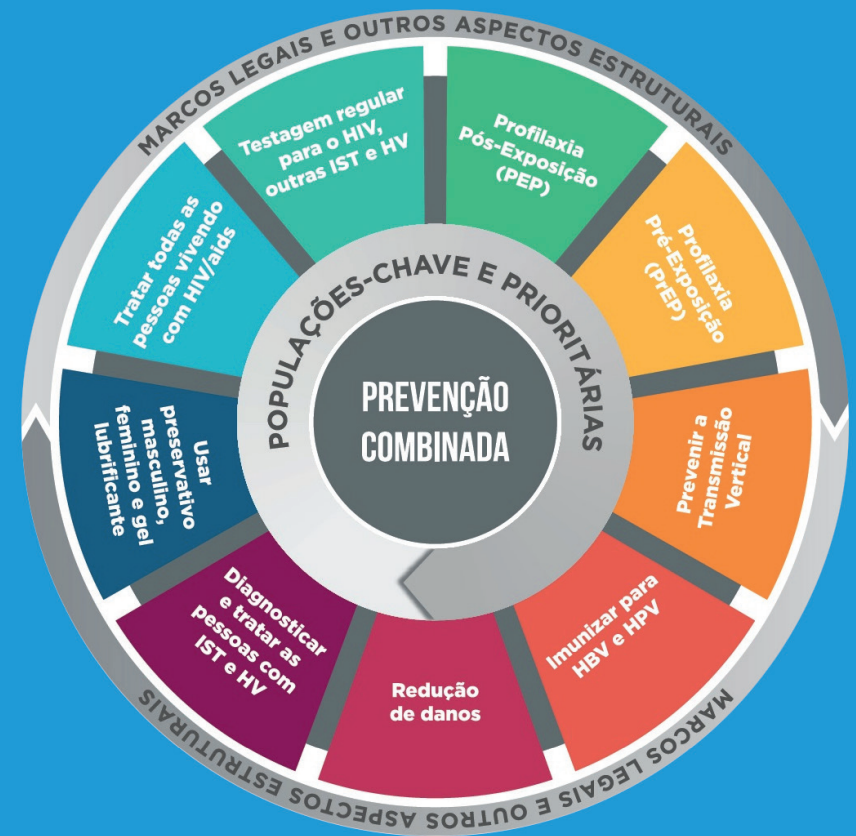 MARCOS LEGAIS E OUTROS ASPECTOS ESTRUTURAIS
Testagem regular
para o HIV,
outras IST e HV
Profilaxia
Pós-Exposição
(PEP)
Profilaxia
Pré-Exposição
(PrEP)
Prevenir a
Transmissão
Vertical
Imunizar para
HBV e HPV
Redução
de danos
Diagnosticar
e tratar as
pessoas com
IST e HV
Usar
preservativo
masculino,
feminino e gel
lubrificante
Tratar todas as
pessoas vivendo
com HIV/aids
POPULAÇÕES-CHAVE E PRIORITÁRIAS
PREVENÇÃO
COMBINADA
MARCOS LEGAIS E OUTROS ASPECTOS ESTRUTURAIS